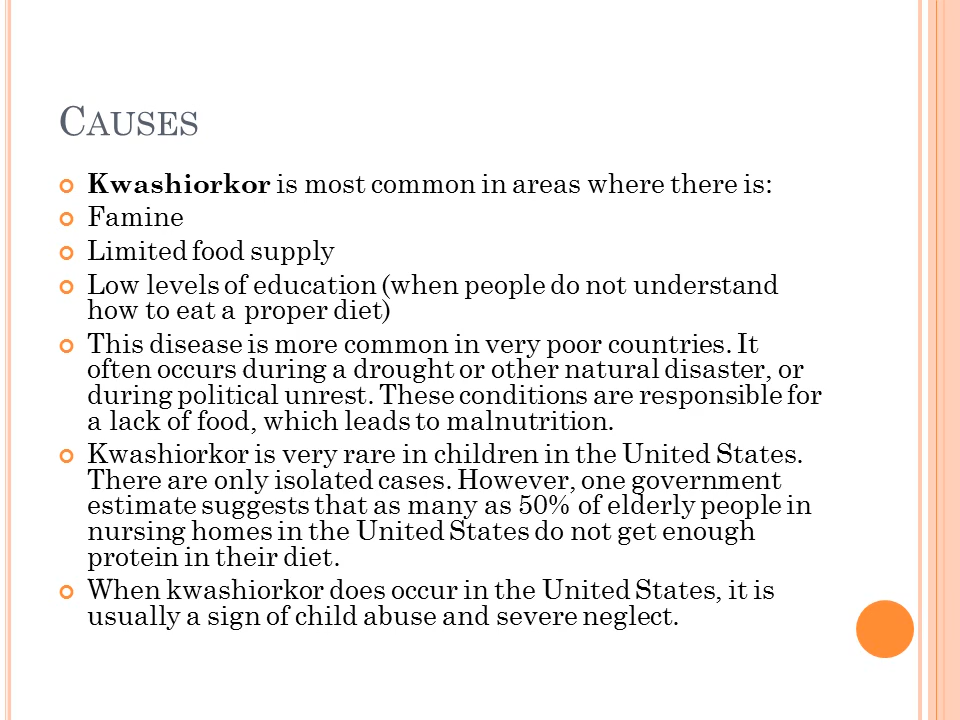 CAUSES
Kwashiorkor is most common in areas where there is:
Famine
Limited food supply
Low levels of education (when people do not understand
how to eat a proper diet)
This disease is more common in very poor countries. It
often occurs during a drought or other natural disaster, or
during political unrest. These conditions are responsible for
a lack of food, which leads to malnutrition.
Kwashiorkor is very rare in children in the United States.
There are only isolated cases. However, one government
estimate suggests that as many as 50% of elderly people in
nursing homes in the United States do not get enough
protein in their diet.
When kwashiorkor does occur in the United States, it is
usually a sign of child abuse and severe neglect.